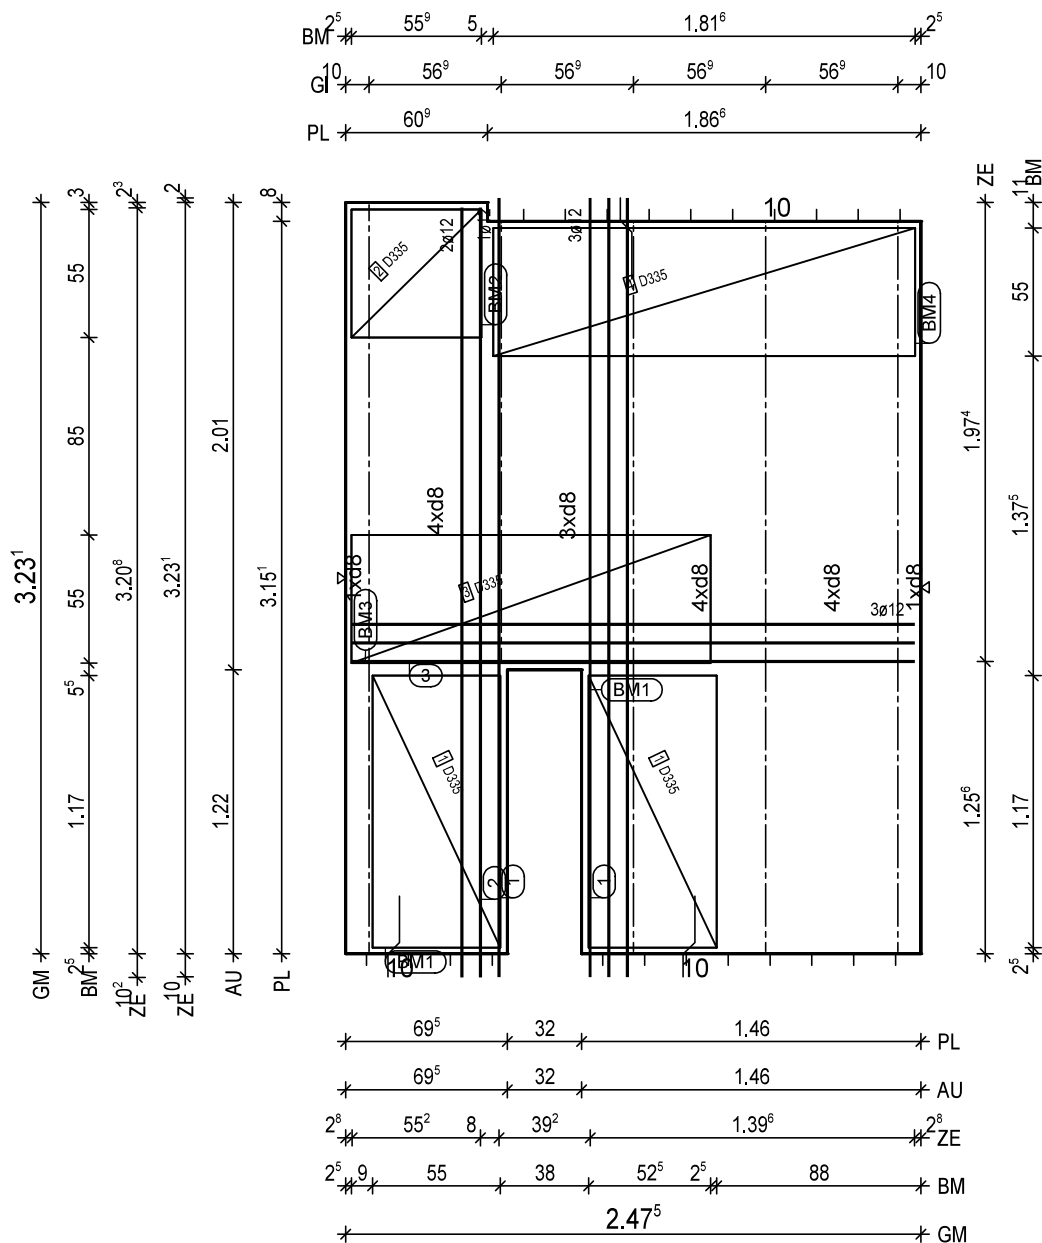 BM 2⁵ 55⁹ 5 1.81⁶ 2⁵
GI 10 56⁹ 56⁹ 56⁹ 56⁹ 10
PL 60⁹ 1.86⁶
3 2³ 2 8
ZE 11 BM
10
2ø12 1ø12 3ø12
2 D335
4 D335
BM2
BM4
55
55
85
2.01
1.97⁴
3.23¹
3.20⁸
3.23¹
3.15¹
4xd8 3xd8
1.37⁵
55
1xd8
3 D335
4xd8 4xd8 1xd8
3ø12
BM3
3
BM1
5⁵
1 D335
1 D335
1.17
1.22
1.25⁶
1.17
2 1 1
2⁵
2⁵
BM1
10
10
GM BM 10² ZE 10 ZE AU PL
69⁵ 32 1.46 PL
69⁵ 32 1.46 AU
2⁸ 55² 8 39² 1.39⁶ 2⁸ ZE
2⁵ 9 55 38 52⁵ 2⁵ 88 BM
2.47⁵ GM